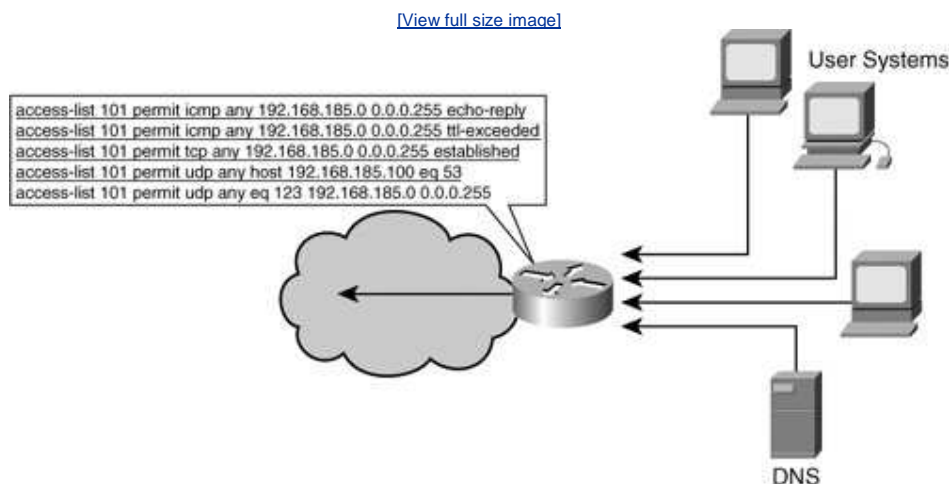 [View full size image]
User Systems
access-list 101 permit icmp any 192.168.185.0 0.0.0.255 echo-reply
access-list 101 permit icmp any 192.168.185.0 0.0.0.255 ttl-exceeded
access-list 101 permit tcp any 192.168.185.0 0.0.0.255 established
access-list 101 permit udp any host 192.168.185.100 eq 53
access-list 101 permit udp any eq 123 192.168.185.0 0.0.0.255
DNS